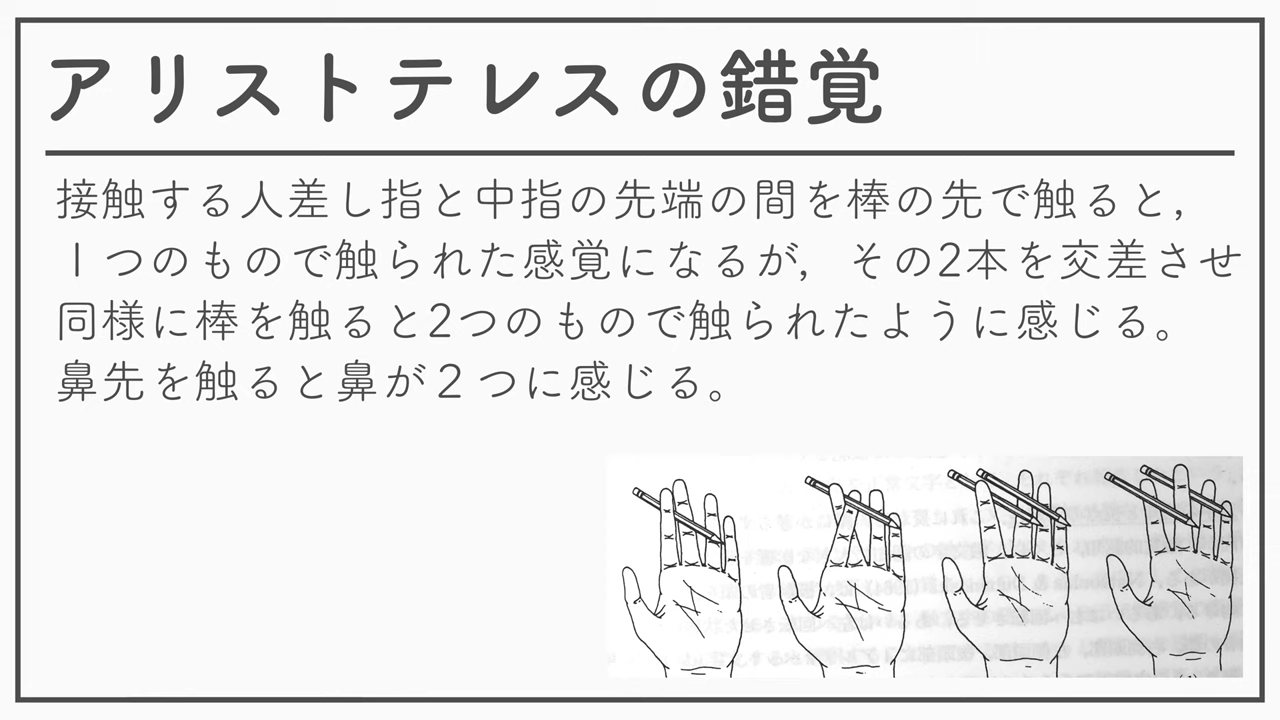 アリストテレスの錯覚
接触する人差し指と中指の先端の間を棒の先で触ると，
１つのもので触られた感覚になるが，その2本を交差させ
同様に棒を触ると2つのもので触られたように感じる。
鼻先を触ると鼻が２つに感じる。